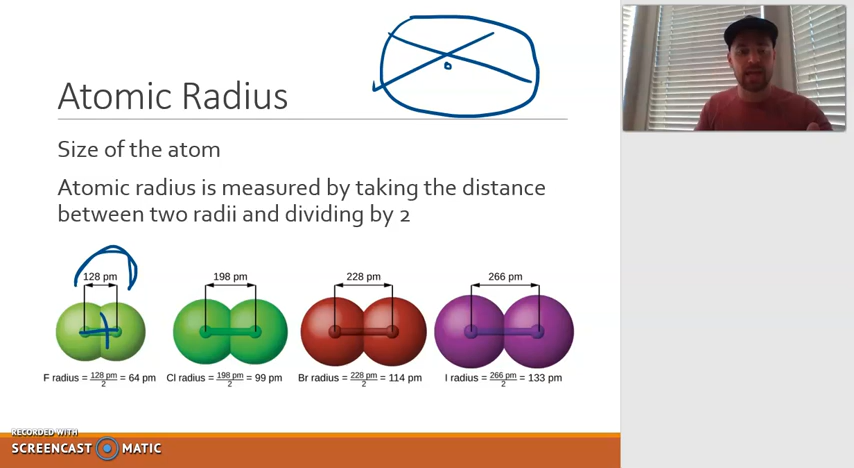 Atomic Radius
Size of the atom
Atomic radius is measured by taking the distance
between two radii and dividing by 2
128 pm
198 pm
228 pm
266 pm
F radius = 128 pm / 2 = 64 pm
Cl radius = 198 pm / 2 = 99 pm
Br radius = 228 pm / 2 = 114 pm
I radius = 266 pm / 2 = 133 pm
RECORDED WITH
SCREENCAST MATIC